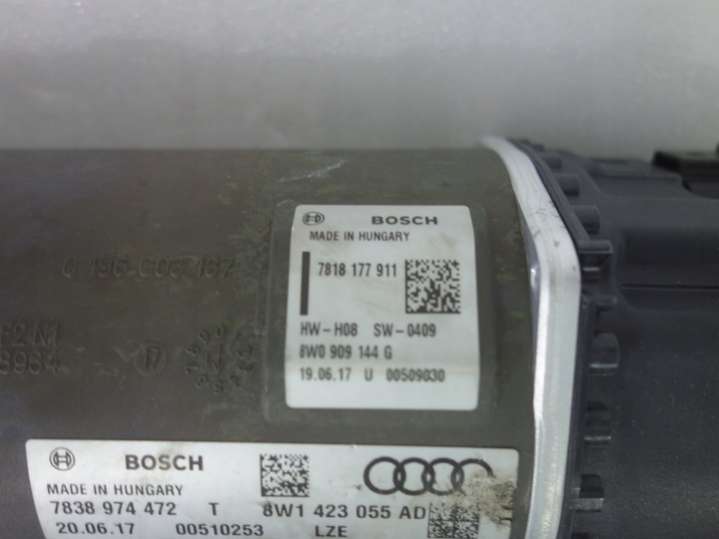 BOSCH
MADE IN HUNGARY
7818 177 911
HW-H08 SW-0409
8W0 909 144 G
19.06.17 U 00509030
BOSCH
MADE IN HUNGARY
7838 974 472 T 8W1 423 055 AD
20.06.17 00510253 LZE